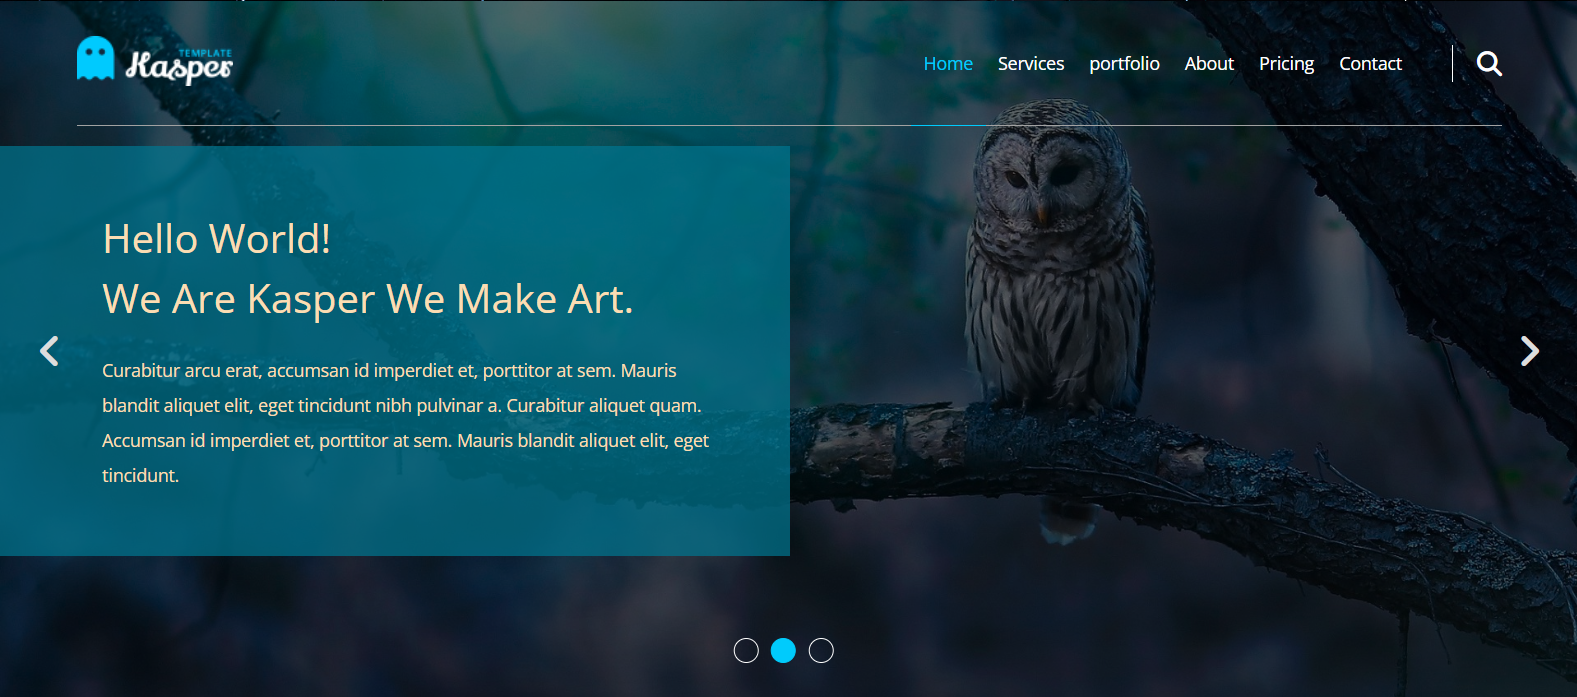 TEMPLATE
Kasper
Home Services portfolio About Pricing Contact
Hello World!
We Are Kasper We Make Art.
Curabitur arcu erat, accumsan id imperdiet et, porttitor at sem. Mauris
blandit aliquet elit, eget tincidunt nibh pulvinar a. Curabitur aliquet quam.
Accumsan id imperdiet et, porttitor at sem. Mauris blandit aliquet elit, eget
tincidunt.